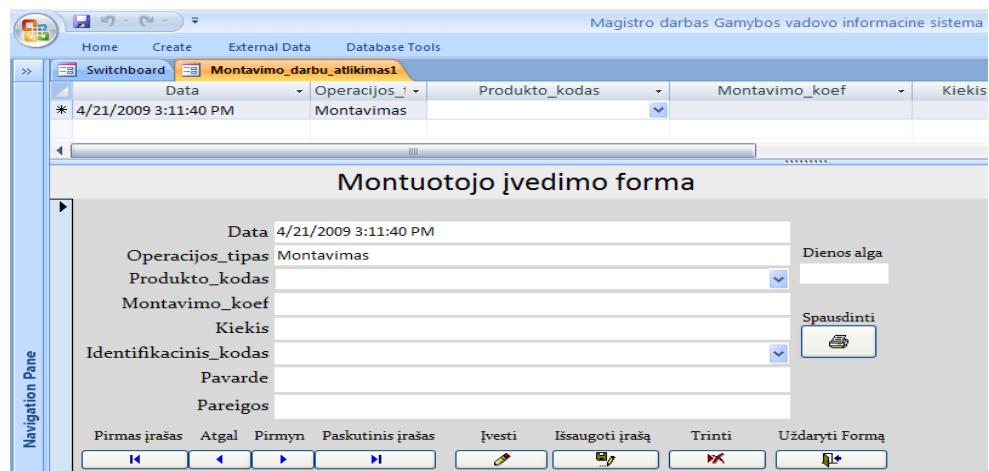 Magistro darbas Gamybos vadovo informacine sistema
Home Create External Data Database Tools
Switchboard Montavimo_darbu_atlikimas1
Data Operacijos_t Produkto_kodas Montavimo_koef Kiekis
4/21/2009 3:11:40 PM Montavimas
Montuotojo įvedimo forma
Data 4/21/2009 3:11:40 PM
Operacijos_tipas Montavimas
Dienos alga
Produkto_kodas
Montavimo_koef
Spausdinti
Kiekis
Identifikacinis_kodas
Pavarde
Pareigos
Navigation Pane
Pirmas įrašas Atgal Pirmyn Paskutinis įrašas Įvesti Išsaugoti įrašą Trinti Uždaryti Formą